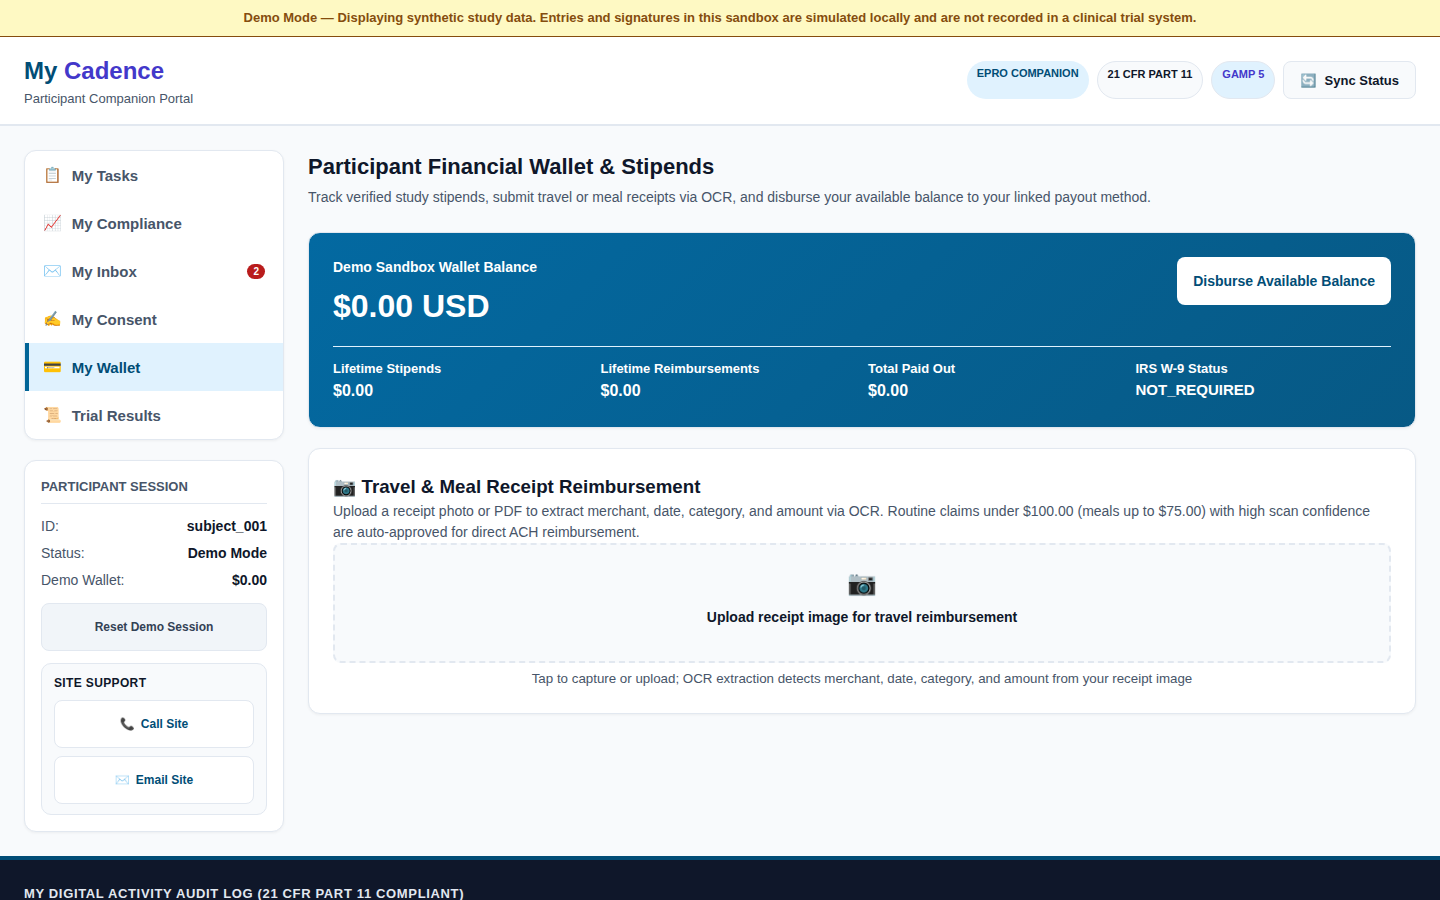 Demo Mode — Displaying synthetic study data. Entries and signatures in this sandbox are simulated locally and are not recorded in a clinical trial system.
My Cadence
Participant Companion Portal
EPRO COMPANION
21 CFR PART 11
GAMP 5
Sync Status
My Tasks
My Compliance
My Inbox
2
My Consent
My Wallet
Trial Results
PARTICIPANT SESSION
ID: subject_001
Status: Demo Mode
Demo Wallet: $0.00
Reset Demo Session
SITE SUPPORT
Call Site
Email Site
Participant Financial Wallet & Stipends
Track verified study stipends, submit travel or meal receipts via OCR, and disburse your available balance to your linked payout method.
Demo Sandbox Wallet Balance
$0.00 USD
Disburse Available Balance
Lifetime Stipends
$0.00
Lifetime Reimbursements
$0.00
Total Paid Out
$0.00
IRS W-9 Status
NOT_REQUIRED
Travel & Meal Receipt Reimbursement
Upload a receipt photo or PDF to extract merchant, date, category, and amount via OCR. Routine claims under $100.00 (meals up to $75.00) with high scan confidence
are auto-approved for direct ACH reimbursement.
Upload receipt image for travel reimbursement
Tap to capture or upload; OCR extraction detects merchant, date, category, and amount from your receipt image
MY DIGITAL ACTIVITY AUDIT LOG (21 CFR PART 11 COMPLIANT)